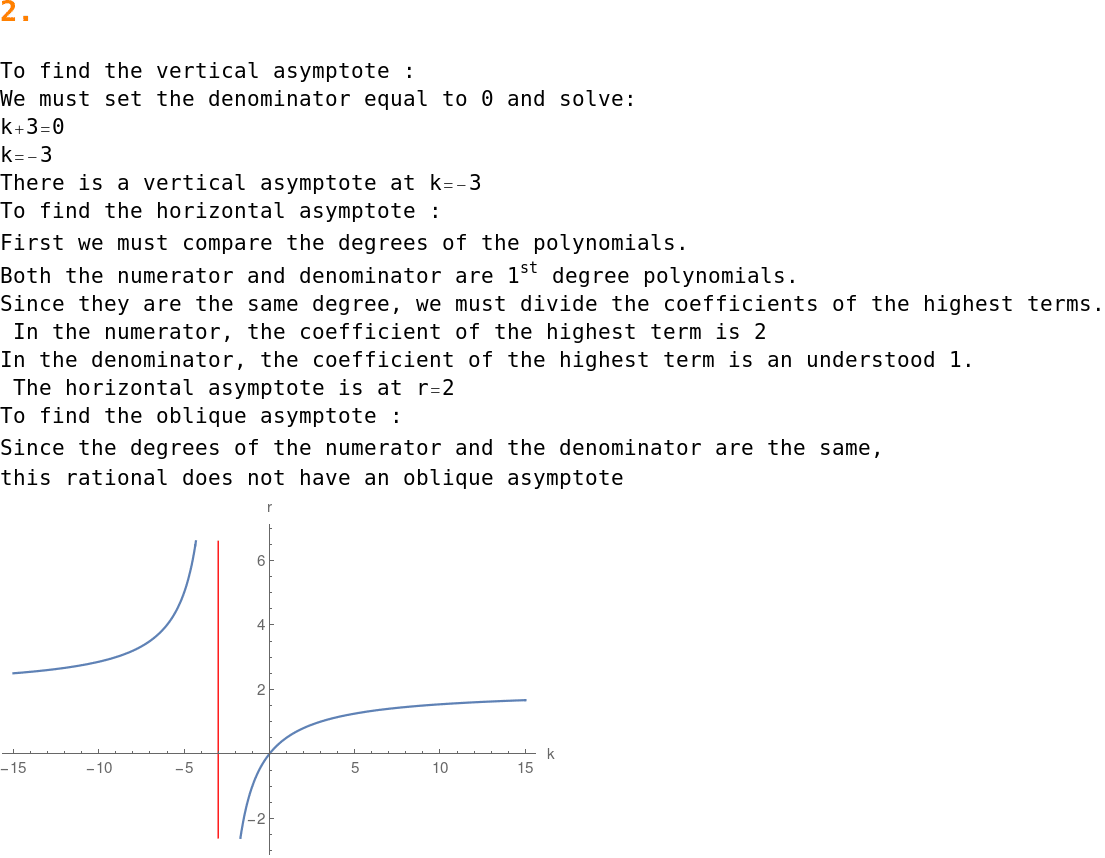 2.
To find the vertical asymptote :
We must set the denominator equal to 0 and solve:
k+3=0
k=−3
There is a vertical asymptote at k=−3
To find the horizontal asymptote :
First we must compare the degrees of the polynomials.
Both the numerator and denominator are 1st degree polynomials.
Since they are the same degree, we must divide the coefficients of the highest terms.
In the numerator, the coefficient of the highest term is 2
In the denominator, the coefficient of the highest term is an understood 1.
The horizontal asymptote is at r=2
To find the oblique asymptote :
Since the degrees of the numerator and the denominator are the same,
this rational does not have an oblique asymptote
r
6
4
2
k
−15 −10 −5 5 10 15
−2